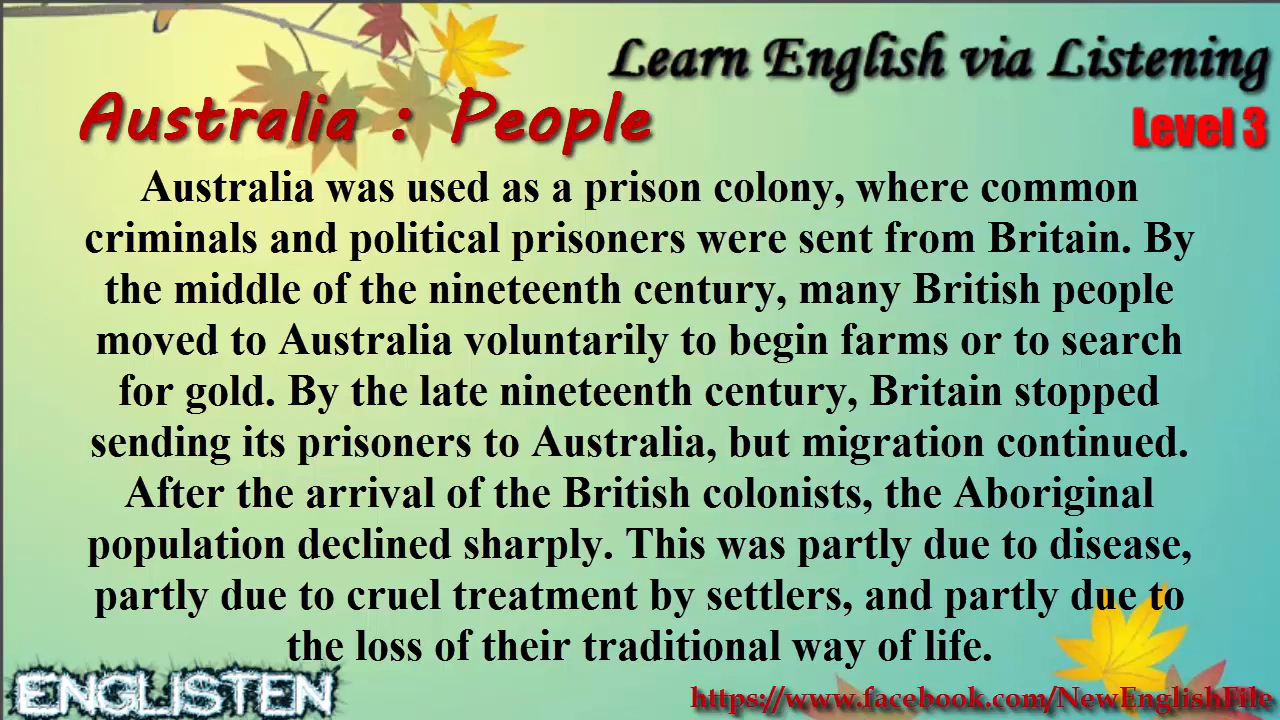 Learn English via Listening
Australia : People
Level 3
Australia was used as a prison colony, where common
criminals and political prisoners were sent from Britain. By
the middle of the nineteenth century, many British people
moved to Australia voluntarily to begin farms or to search
for gold. By the late nineteenth century, Britain stopped
sending its prisoners to Australia, but migration continued.
After the arrival of the British colonists, the Aboriginal
population declined sharply. This was partly due to disease,
partly due to cruel treatment by settlers, and partly due to
the loss of their traditional way of life.
ENGLISTEN
https://www.facebook.com/NewEnglishFile